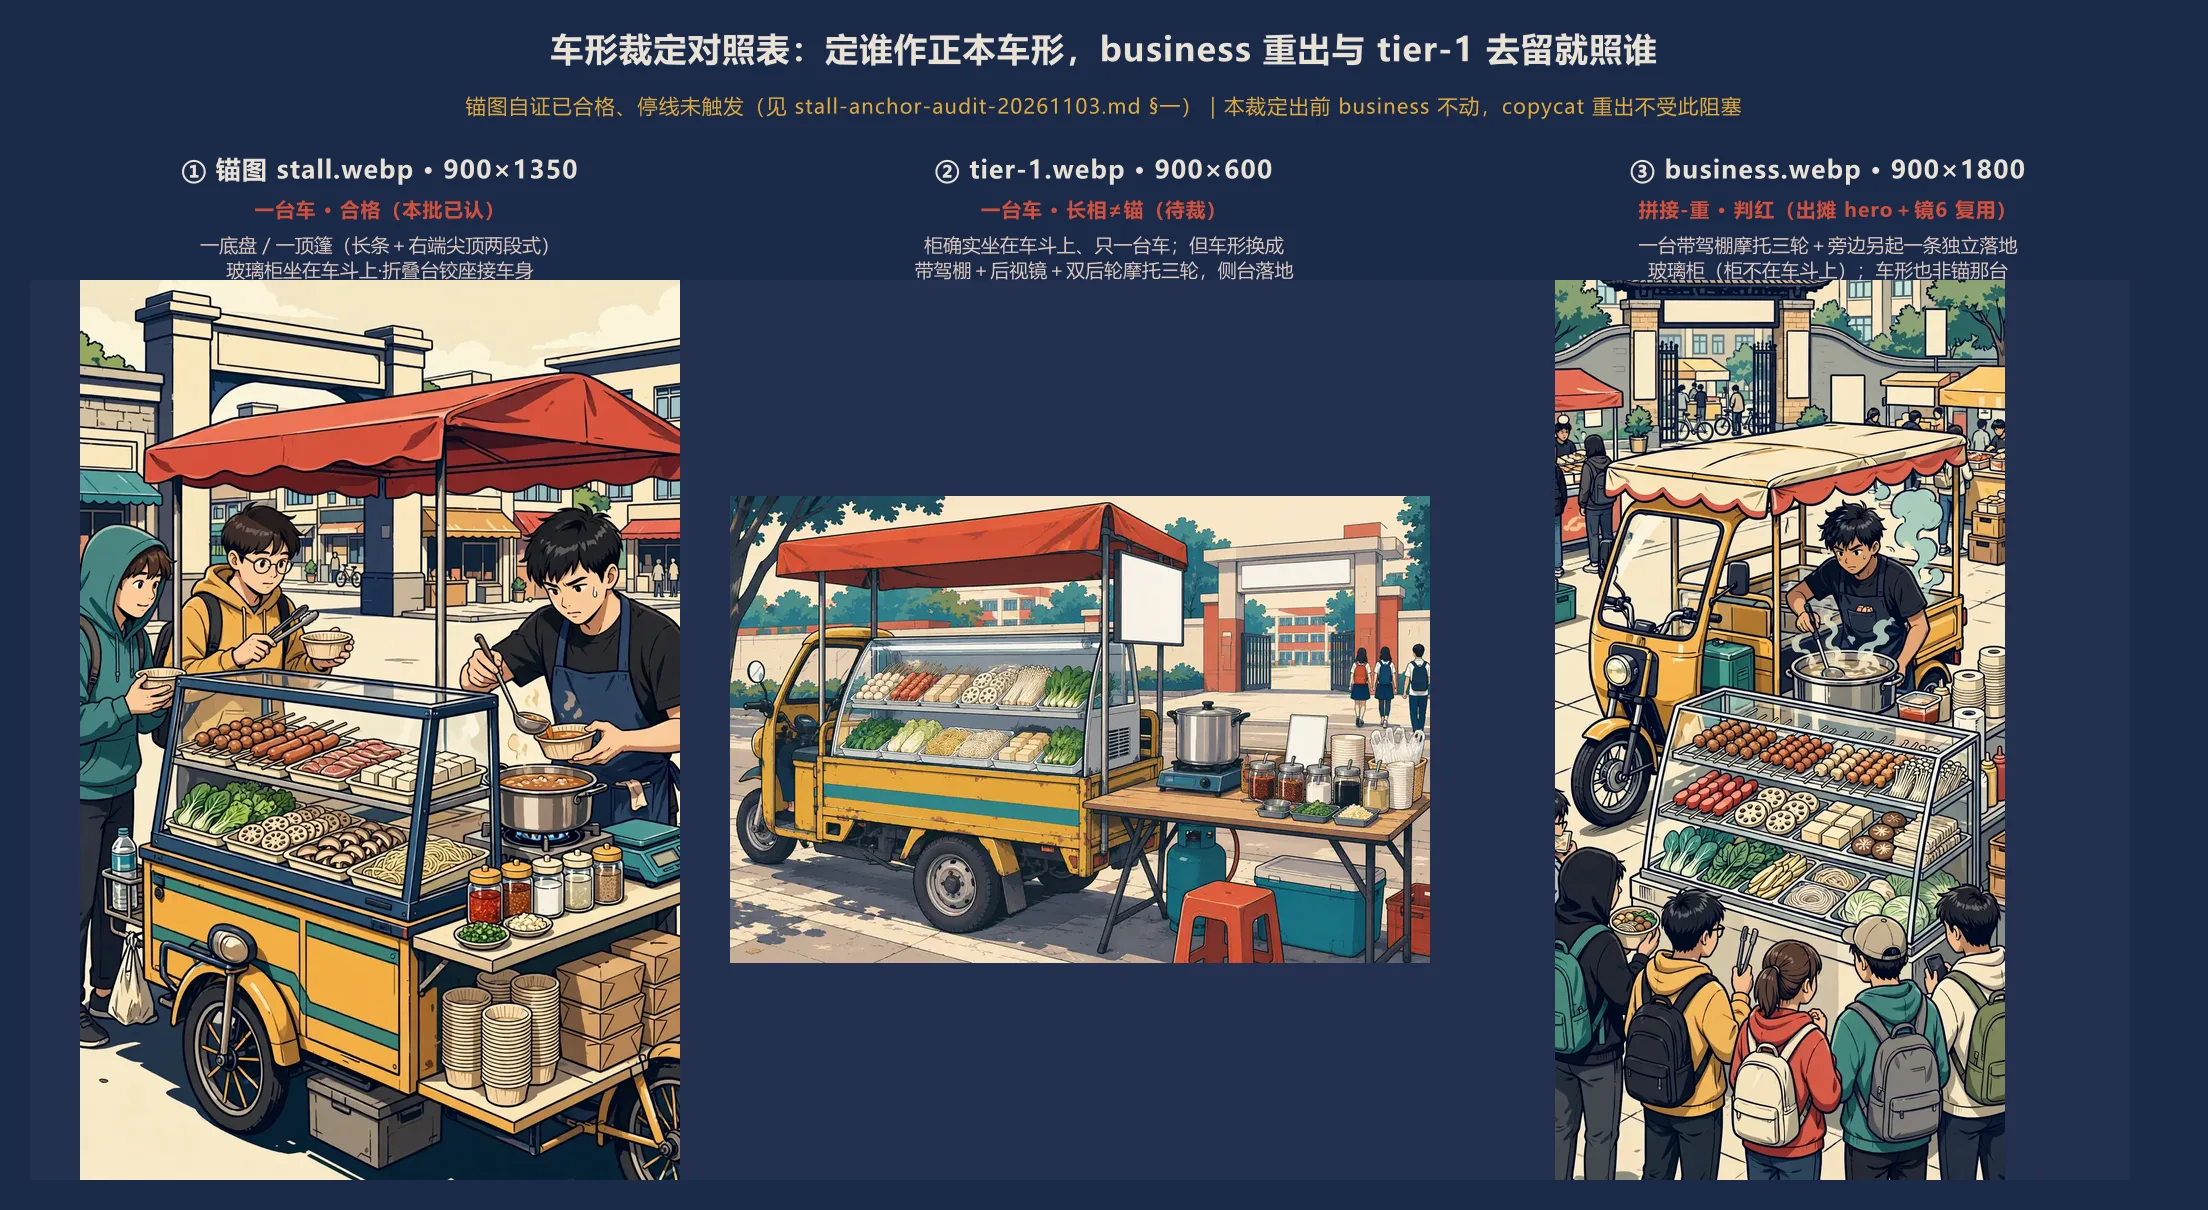 车形裁定对照表：定谁作正本车形，business 重出与 tier-1 去留就照谁
锚图自证已合格、停线未触发（见 stall-anchor-audit-20261103.md §一）｜本裁定出前 business 不动，copycat 重出不受此阻塞
① 锚图 stall.webp • 900×1350
一台车 • 合格（本批已认）
一底盘 / 一顶篷（长条＋右端尖顶两段式）
玻璃柜坐在车斗上·折叠台铰座接车身
② tier-1.webp • 900×600
一台车 • 长相≠锚（待裁）
柜确实坐在车斗上、只一台车；但车形换成
带驾棚＋后视镜＋双后轮摩托三轮，侧台落地
③ business.webp • 900×1800
拼接-重 • 判红（出摊 hero＋镜6 复用）
一台带驾棚摩托三轮＋旁边另起一条独立落地
玻璃柜（柜不在车斗上）；车形也非锚那台